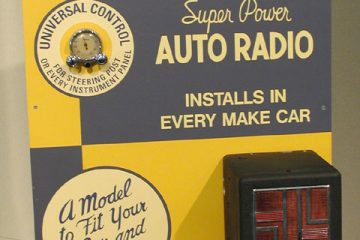 UNIVERSAL CONTROL
FOR STEERING POST
OR EVERY INSTRUMENT PANEL
Super Power
AUTO RADIO
INSTALLS IN
EVERY MAKE CAR
A Model
to Fit Your
and